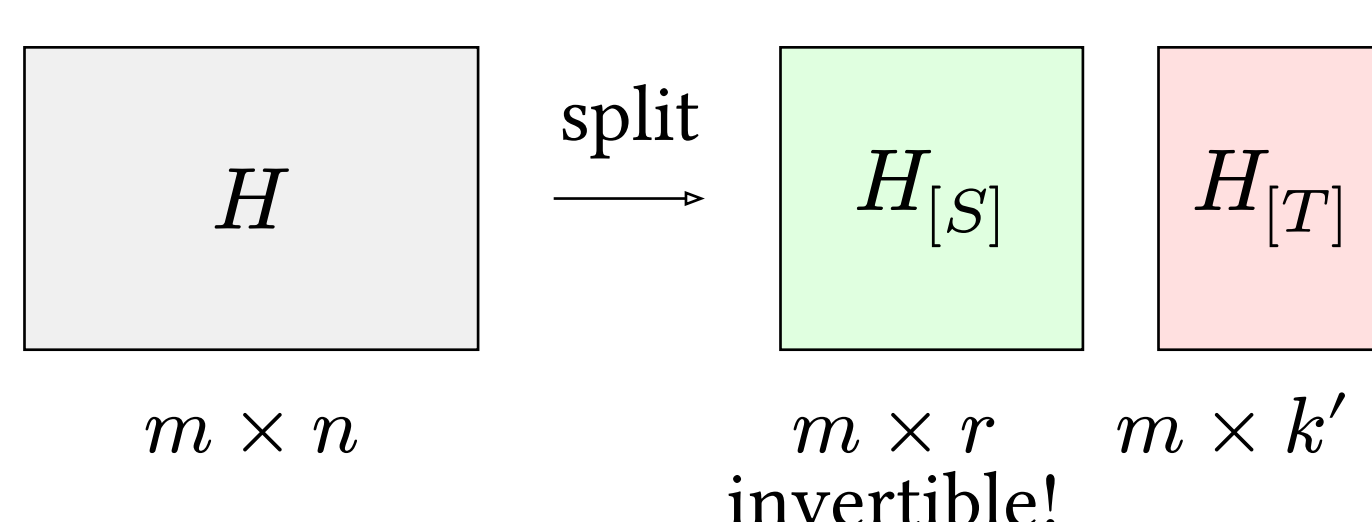 split
H
H_{[S]}
H_{[T]}
m × n
m × r
m × k′
invertible!